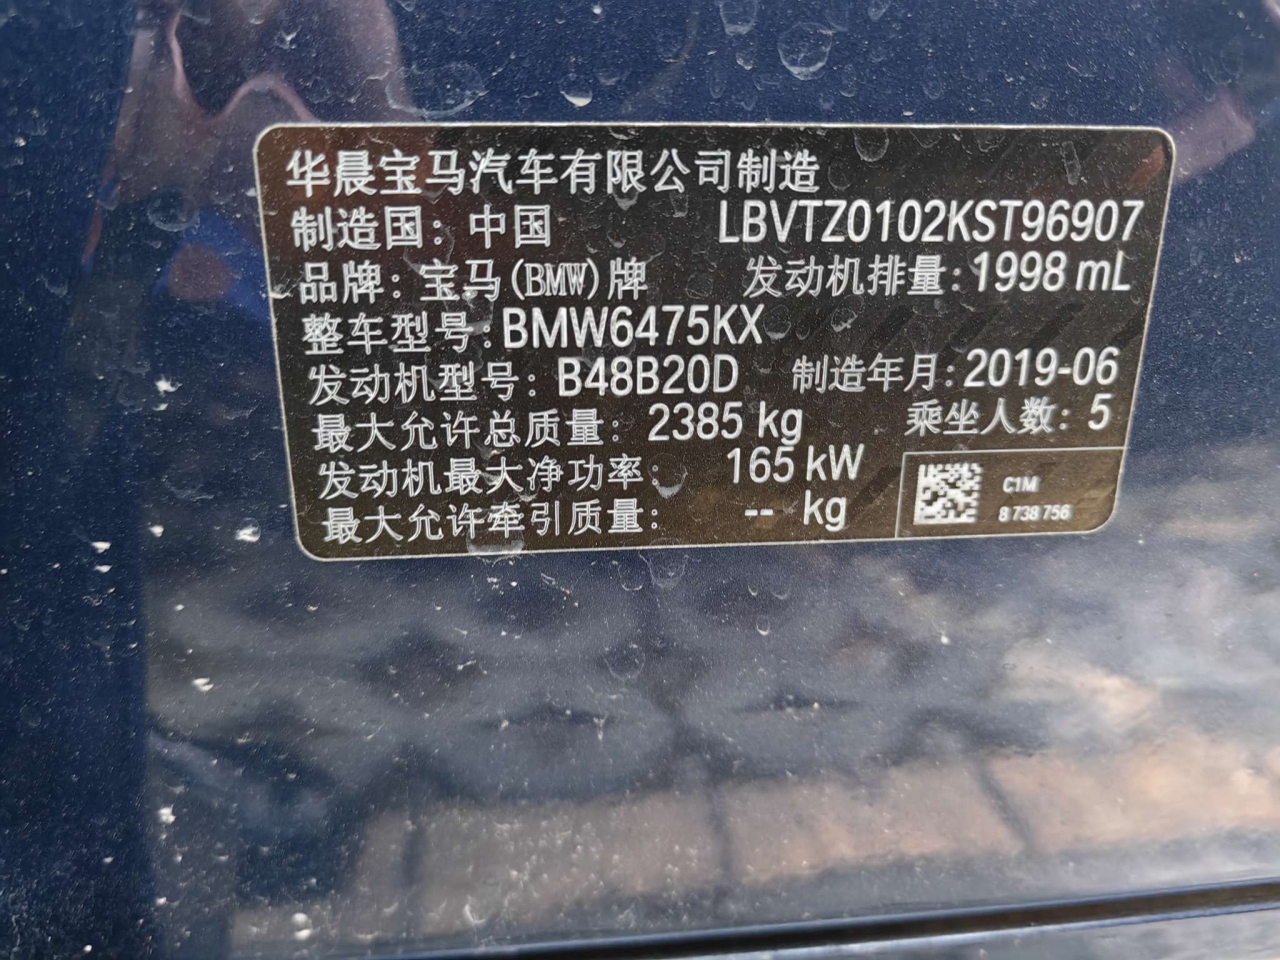 华晨宝马汽车有限公司制造
制造国：中国 LBVTZ0102KST96907
品牌：宝马(BMW)牌 发动机排量：1998 mL
整车型号：BMW6475KX
发动机型号：B48B20D 制造年月：2019-06
最大允许总质量：2385 kg 乘坐人数：5
发动机最大净功率：165 kW
最大允许牵引质量：-- kg
C1M
8 738 756